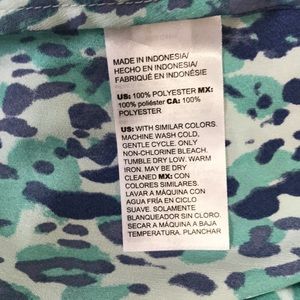 MADE IN INDONESIA/
HECHO EN INDONESIA/
FABRIQUÉ EN INDONÉSIE
US: 100% POLYESTER MX:
100% poliéster CA: 100%
POLYESTER
US: WITH SIMILAR COLORS.
MACHINE WASH COLD,
GENTLE CYCLE. ONLY
NON-CHLORINE BLEACH.
TUMBLE DRY LOW. WARM
IRON. MAY BE DRY
CLEANED MX: CON
COLORES SIMILARES.
LAVAR A MÁQUINA CON
AGUA FRÍA EN CICLO
SUAVE. SOLAMENTE
BLANQUEADOR SIN CLORO.
SECAR A MÁQUINA A BAJA
TEMPERATURA. PLANCHAR